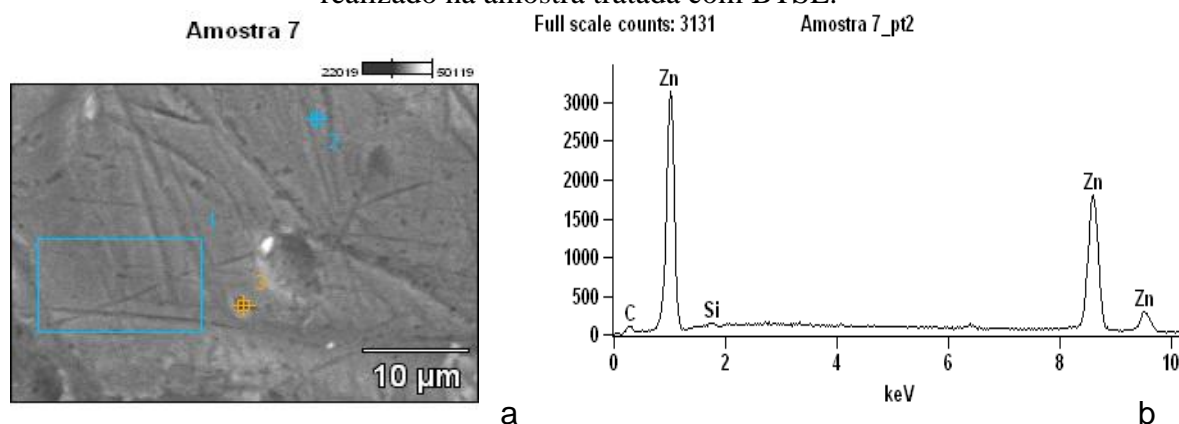 realizado na amostra tratada com BTSE.
Amostra 7
22019 50119
1
2
3
10 µm
a
Full scale counts: 3131 Amostra 7_pt2
3000
2500
2000
1500
1000
500
0
C
Zn
Si
Zn
Zn
0 2 4 6 8 10
keV
b